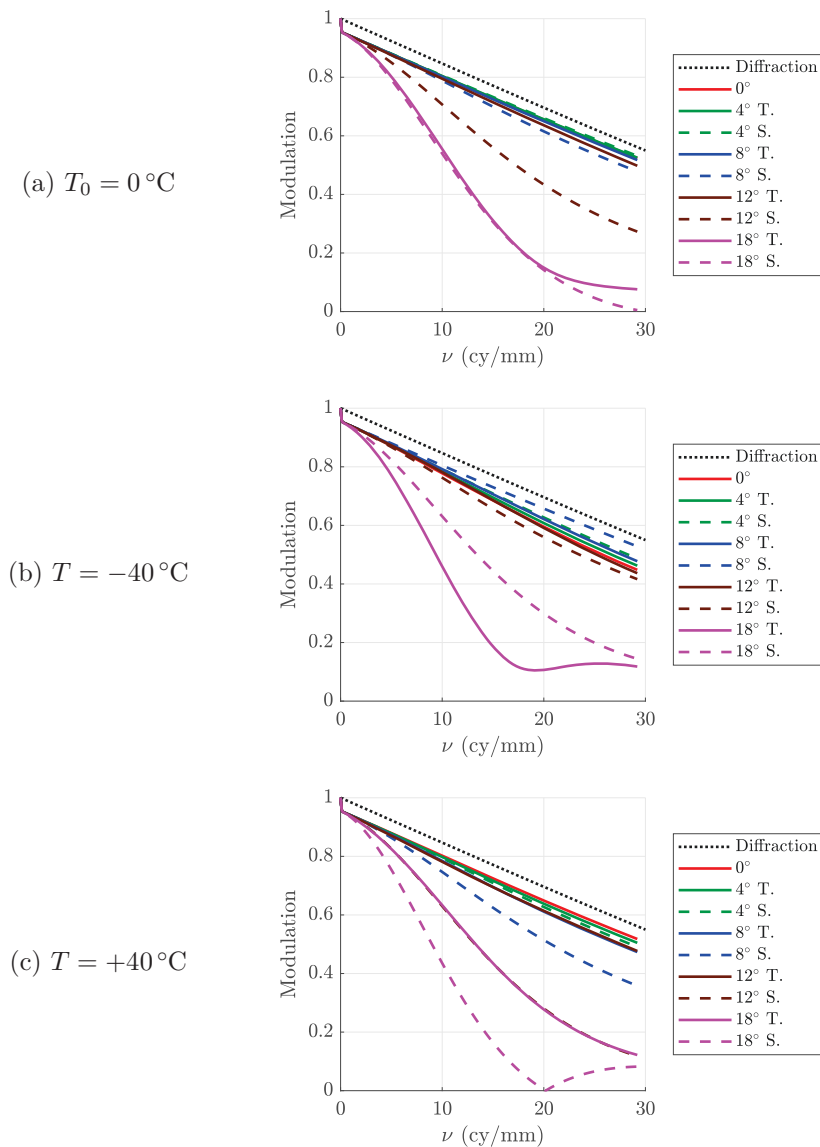 (a) T₀ = 0 °C
Modulation
1
0.8
0.6
0.4
0.2
0
0 10 20 30
ν (cy/mm)
Diffraction
0°
4° T.
4° S.
8° T.
8° S.
12° T.
12° S.
18° T.
18° S.
(b) T = −40 °C
Modulation
1
0.8
0.6
0.4
0.2
0
0 10 20 30
ν (cy/mm)
Diffraction
0°
4° T.
4° S.
8° T.
8° S.
12° T.
12° S.
18° T.
18° S.
(c) T = +40 °C
Modulation
1
0.8
0.6
0.4
0.2
0
0 10 20 30
ν (cy/mm)
Diffraction
0°
4° T.
4° S.
8° T.
8° S.
12° T.
12° S.
18° T.
18° S.